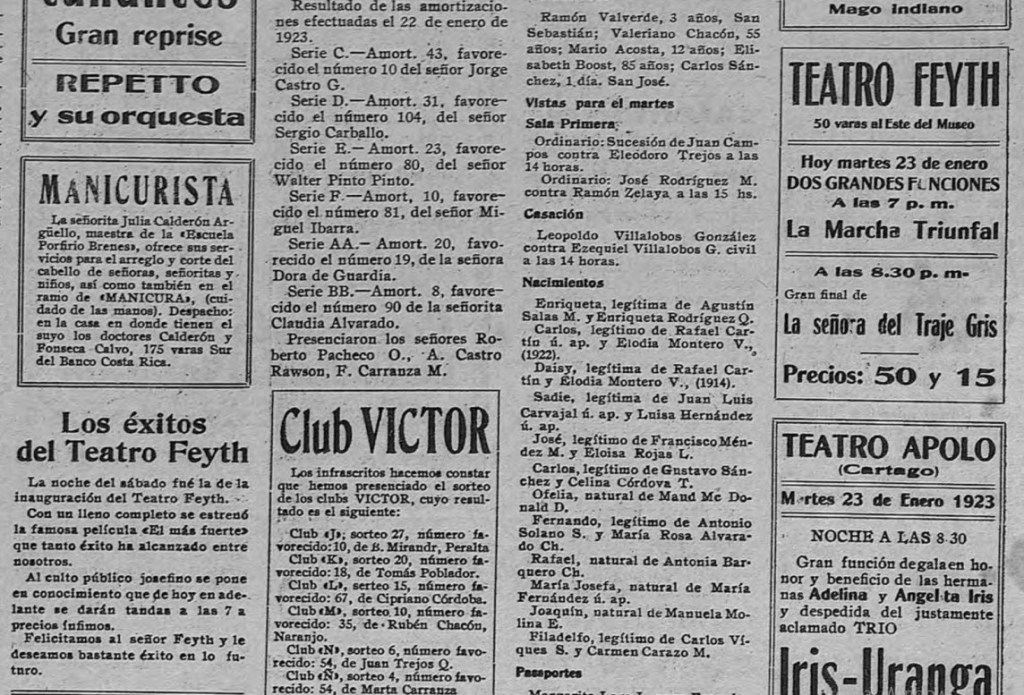 Gran reprise
REPETTO
y su orquesta
MANICURISTA
La señorita Julia Calderón Ar-
güello, maestra de la «Escuela
Porfirio Brenes», ofrece sus ser-
vicios para el arreglo y corte del
cabello de señoras, señoritas y
niños, así como también en el
ramo de «MANICURA», (cui-
dado de las manos). Despacho:
en la casa en donde tienen el
suyo los doctores Calderón y
Fonseca Calvo, 175 varas Sur
del Banco Costa Rica.
Los éxitos
del Teatro Feyth
La noche del sábado fué la de la
inauguración del Teatro Feyth.
Con un lleno completo se estrenó
la famosa película «El más fuerte»
que tanto éxito ha alcanzado entre
nosotros.
Al culto público josefino se pone
en conocimiento que de hoy en ade-
lante se darán tandas a las 7 a
precios ínfimos.
Felicitamos al señor Feyth y le
deseamos bastante éxito en lo fu-
turo.
Resultado de las amortizacio-
nes efectuadas el 22 de enero de
1923.
Serie C.—Amort. 43, favore-
cido el número 10 del señor Jorge
Castro G.
Serie D.—Amort. 31, favore-
cido el número 104, del señor
Sergio Carballo.
Serie E.—Amort. 23, favore-
cido el número 80, del señor
Walter Pinto Pinto.
Serie F.—Amort, 10, favore-
cido el número 81, del señor Mi-
guel Ibarra.
Serie AA.—Amort. 20, favo-
recido el número 19, de la señora
Dora de Guardia.
Serie BB.—Amort. 8, favore-
cido el número 90 de la señorita
Claudia Alvarado.
Presenciaron los señores Ro-
berto Pacheco O., A. Castro
Rawson, F. Carranza M.
Club VICTOR
Los infrascritos hacemos constar
que hemos presenciado el sorteo
de los clubs VICTOR, cuyo resul-
tado es el siguiente:
Club «J»; sorteo 27, número fa-
vorecido: 10, de B. Mirandr, Peralta
Club «K», sorteo 20, número fa-
vorecido: 18, de Tomás Poblador.
Club «L», serteo 15, número fa-
vorecido: 67, de Cipriano Córdoba.
Club «M», sorteo 10, número fa-
vorecido: 35, de Rubén Chacón,
Naranjo.
Club «N», sorteo 6, número favo-
recido: 54, de Juan Trejos Q.
Club «Ñ», sorteo 4, número favo-
recido: 54, de Marta Carranza
Ramón Valverde, 3 años, San
Sebastián; Valeriano Chacón, 55
años; Mario Acosta, 12 años; Eli-
sabeth Boost, 85 años; Carlos Sán-
chez, 1 día. San José.
Vistas para el martes
Sala Primera;
Ordinario: Sucesión de Juan Cam-
pos contra Eleodoro Trejos a las
14 horas.
Ordinario: José Rodríguez M.
contra Ramón Zelaya a las 15 hs.
Casación
Leopoldo Villalobos González
contra Ezequiel Villalobos G. civil
a las 14 horas.
Nacimientos
Enriqueta, legítima de Agustín
Salas M. y Enriqueta Rodríguez Q.
Carlos, legítimo de Rafael Car-
tín ú. ap. y Elodia Montero V.,
(1922).
Daisy, legítima de Rafael Car-
tín y Elodia Montero V., (1914).
Sadie, legítima de Juan Luis
Carvajal ú. ap. y Luisa Hernández
ú. ap.
José, legítimo de Francisco Mén-
dez M. y Eloisa Rojas L.
Carlos, legítimo de Gustavo Sán-
chez y Celina Córdova T.
Ofelia, natural de Maud Mc Do-
nald D.
Fernando, legítimo de Antonio
Solano S. y María Rosa Alvara-
do Ch.
Rafael, natural de Antonia Bar-
quero Ch.
María Josefa, natural de María
Fernández ú. ap.
Joaquín, natural de Manuela Mo-
lina E.
Filadelfo, legítimo de Carlos Ví-
ques S. y Carmen Carazo M.
Pasaportes
Mago Indiano
TEATRO FEYTH
50 varas al Este del Museo
Hoy martes 23 de enero
DOS GRANDES FUNCIONES
A las 7 p. m.
La Marcha Triunfal
A las 8.30 p. m-
Gran final de
La señora del Traje Gris
Precios: 50 y 15
TEATRO APOLO
(Cartago)
Martes 23 de Enero 1923
NOCHE A LAS 8-30
Gran función degala en ho-
nor y beneficio de las herma-
nas Adelina y Angelita Iris
y despedida del justamente
aclamado TRIO
Iris-Uranga